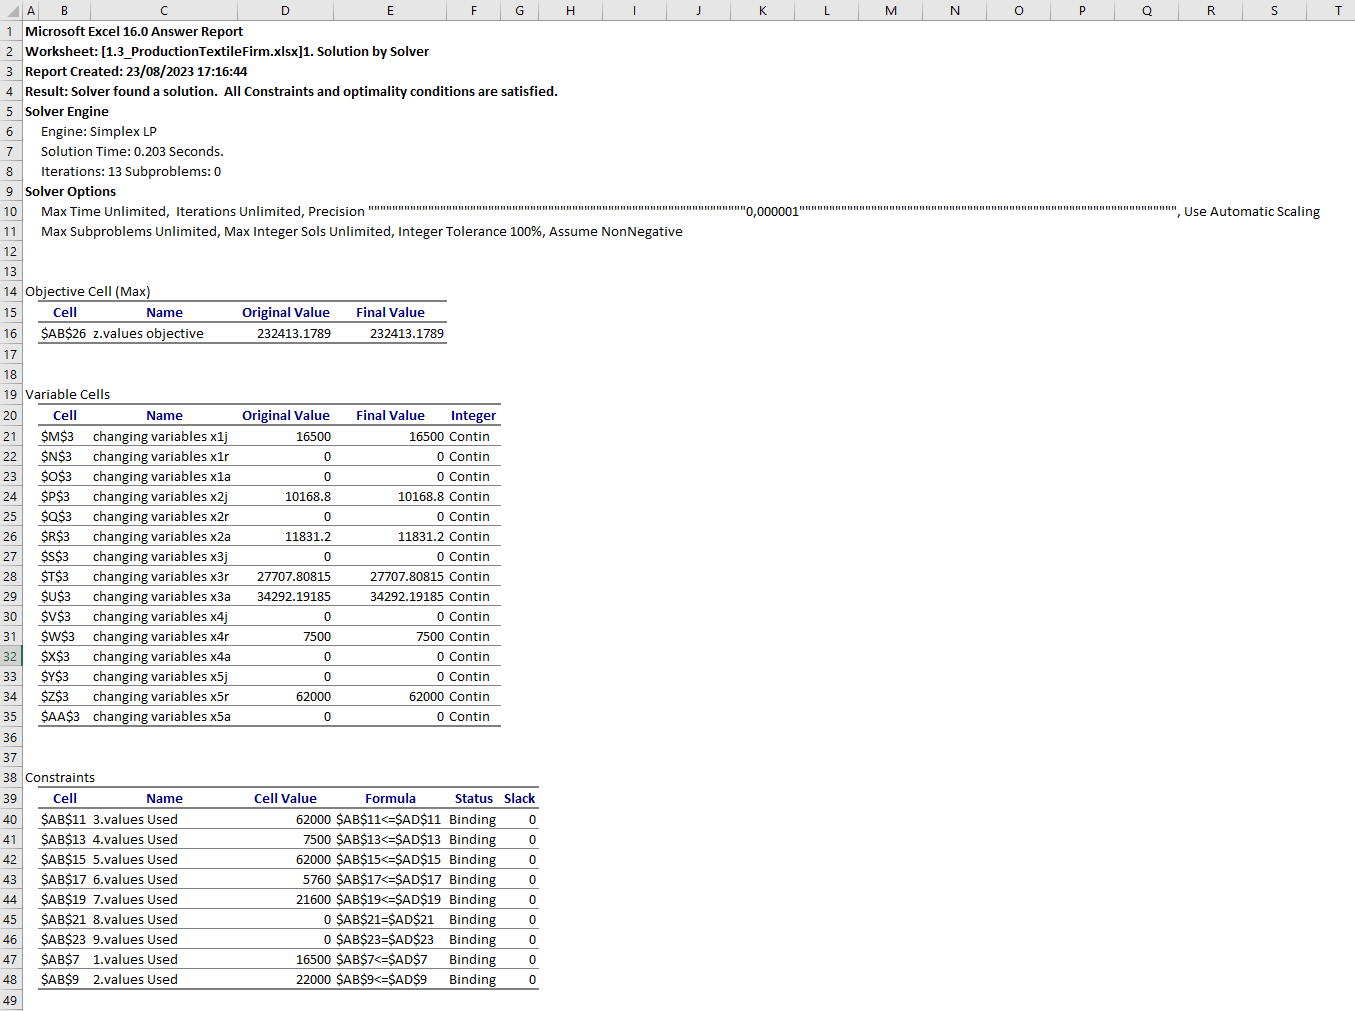 A B C D E F G H I J K L M N O P Q R S T
1 Microsoft Excel 16.0 Answer Report
2 Worksheet: [1.3_ProductionTextileFirm.xlsx]1. Solution by Solver
3 Report Created: 23/08/2023 17:16:44
4 Result: Solver found a solution. All Constraints and optimality conditions are satisfied.
5 Solver Engine
6 Engine: Simplex LP
7 Solution Time: 0.203 Seconds.
8 Iterations: 13 Subproblems: 0
9 Solver Options
10 Max Time Unlimited, Iterations Unlimited, Precision 0,000001, Use Automatic Scaling
11 Max Subproblems Unlimited, Max Integer Sols Unlimited, Integer Tolerance 100%, Assume NonNegative
12
13
14 Objective Cell (Max)
15 Cell Name Original Value Final Value
16 $AB$26 z.values objective 232413.1789 232413.1789
17
18
19 Variable Cells
20 Cell Name Original Value Final Value Integer
21 $M$3 changing variables x1j 16500 16500 Contin
22 $N$3 changing variables x1r 0 0 Contin
23 $O$3 changing variables x1a 0 0 Contin
24 $P$3 changing variables x2j 10168.8 10168.8 Contin
25 $Q$3 changing variables x2r 0 0 Contin
26 $R$3 changing variables x2a 11831.2 11831.2 Contin
27 $S$3 changing variables x3j 0 0 Contin
28 $T$3 changing variables x3r 27707.80815 27707.80815 Contin
29 $U$3 changing variables x3a 34292.19185 34292.19185 Contin
30 $V$3 changing variables x4j 0 0 Contin
31 $W$3 changing variables x4r 7500 7500 Contin
32 $X$3 changing variables x4a 0 0 Contin
33 $Y$3 changing variables x5j 0 0 Contin
34 $Z$3 changing variables x5r 62000 62000 Contin
35 $AA$3 changing variables x5a 0 0 Contin
36
37
38 Constraints
39 Cell Name Cell Value Formula Status Slack
40 $AB$11 3.values Used 62000 $AB$11<=$AD$11 Binding 0
41 $AB$13 4.values Used 7500 $AB$13<=$AD$13 Binding 0
42 $AB$15 5.values Used 62000 $AB$15<=$AD$15 Binding 0
43 $AB$17 6.values Used 5760 $AB$17<=$AD$17 Binding 0
44 $AB$19 7.values Used 21600 $AB$19<=$AD$19 Binding 0
45 $AB$21 8.values Used 0 $AB$21=$AD$21 Binding 0
46 $AB$23 9.values Used 0 $AB$23=$AD$23 Binding 0
47 $AB$7 1.values Used 16500 $AB$7<=$AD$7 Binding 0
48 $AB$9 2.values Used 22000 $AB$9<=$AD$9 Binding 0
49